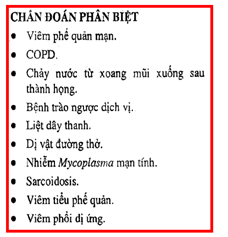 CHẨN ĐOÁN PHÂN BIỆT
• Viêm phế quản mạn.
• COPD.
• Chảy nước từ xoang mũi xuống sau
thành họng.
• Bệnh trào ngược dịch vị.
• Liệt dây thanh.
• Dị vật đường thở.
• Nhiễm Mycoplasma mạn tính.
• Sarcoidosis.
• Viêm tiểu phế quản.
• Viêm phổi dị ứng.